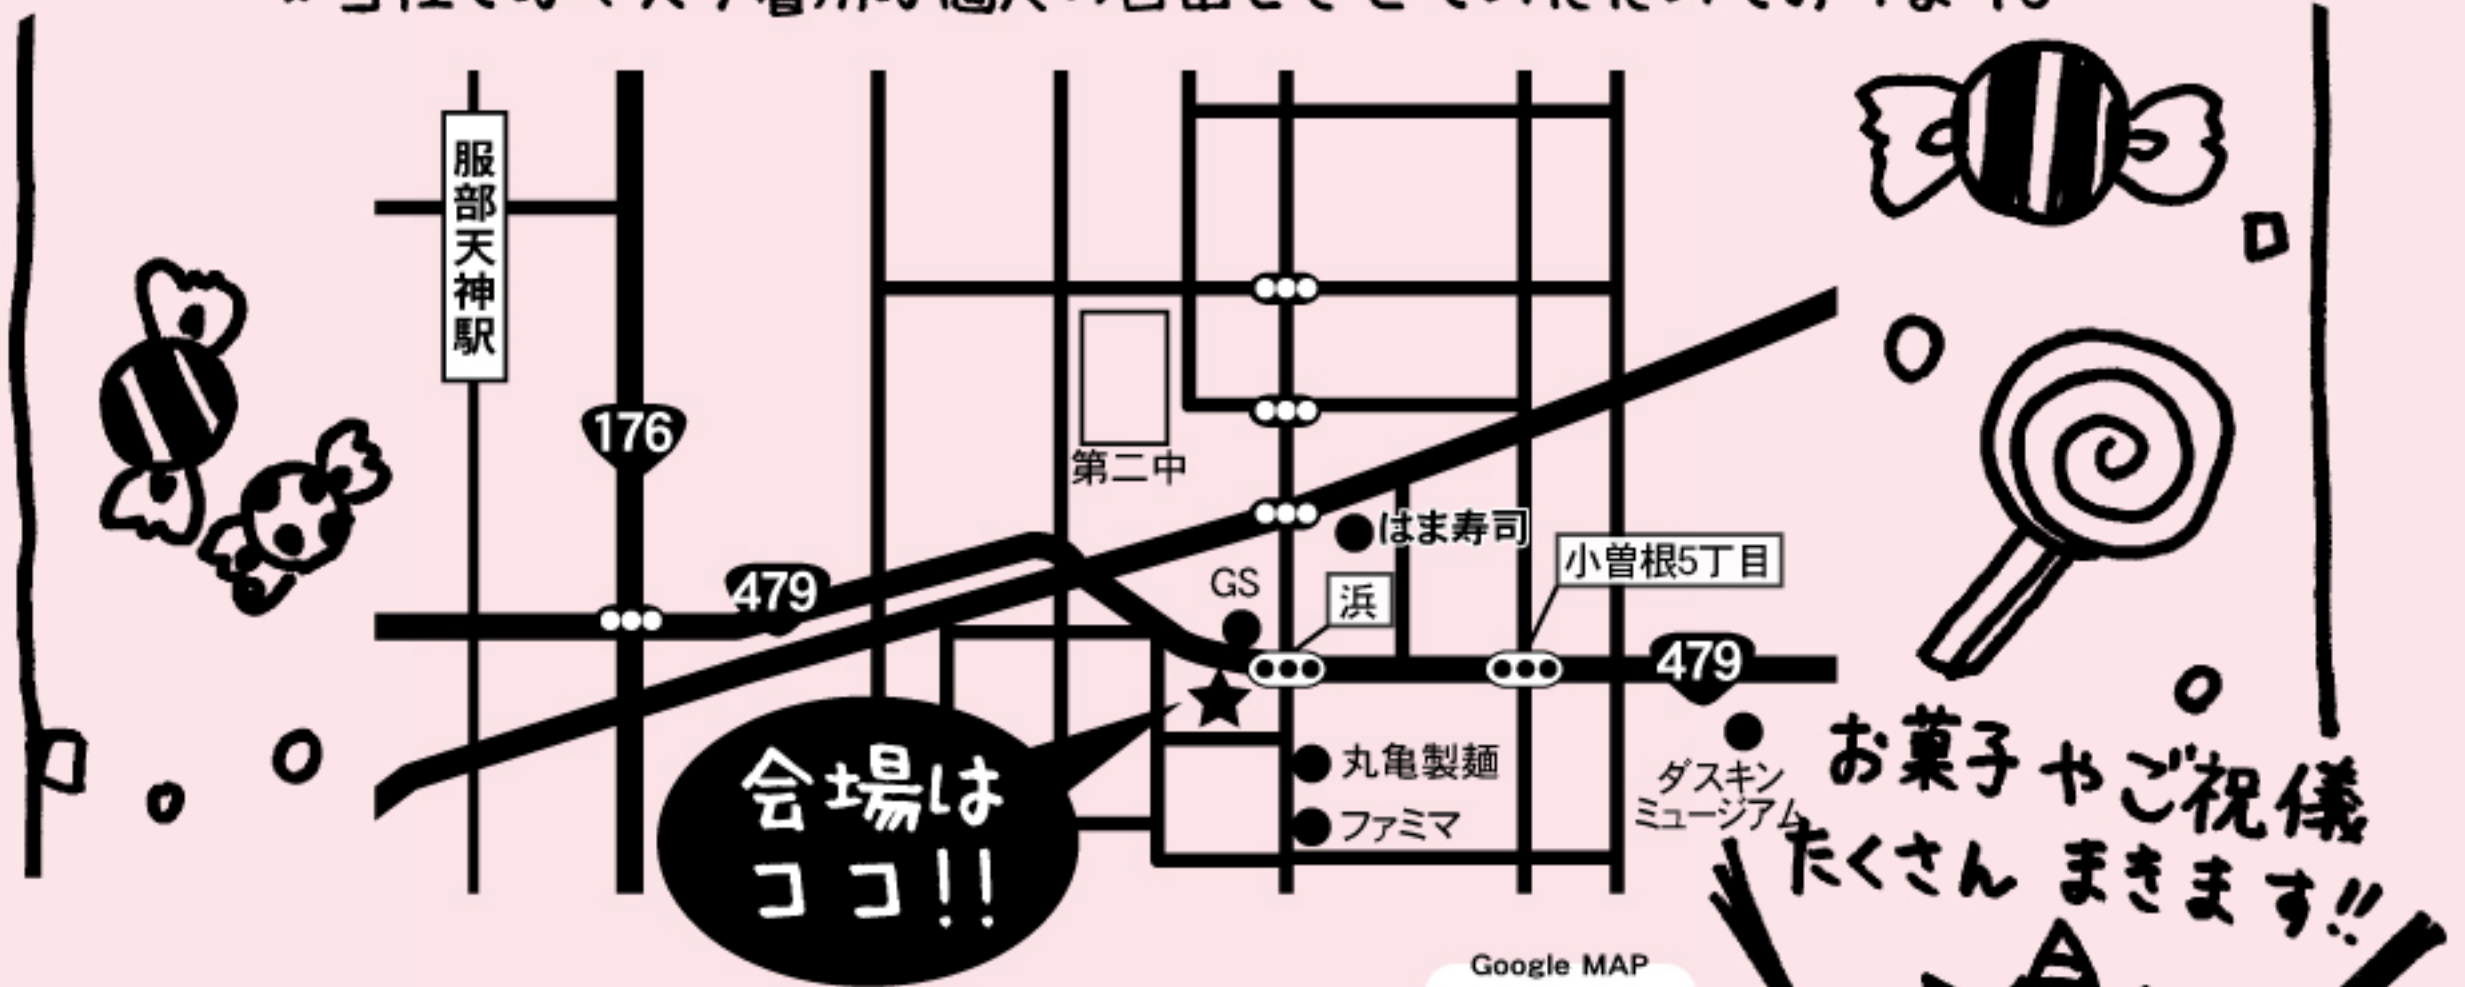 服部天神駅
176
第二中
はま寿司
小曽根5丁目
479
GS
浜
479
丸亀製麺
ダスキン
ミュージアム
ファミマ
会場は
ココ!!
お菓子やご祝儀
たくさんまきます!!
Google MAP